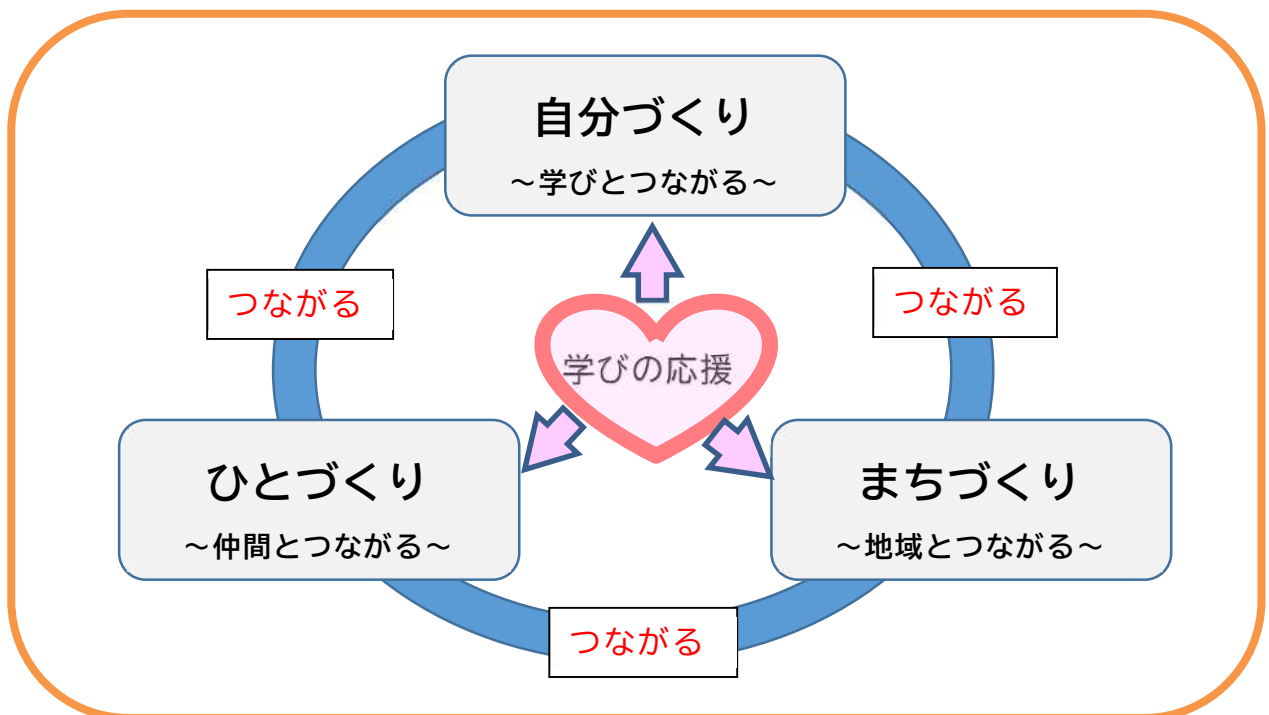 自分づくり
～学びとつながる～
つながる
つながる
学びの応援
ひとづくり
～仲間とつながる～
まちづくり
～地域とつながる～
つながる